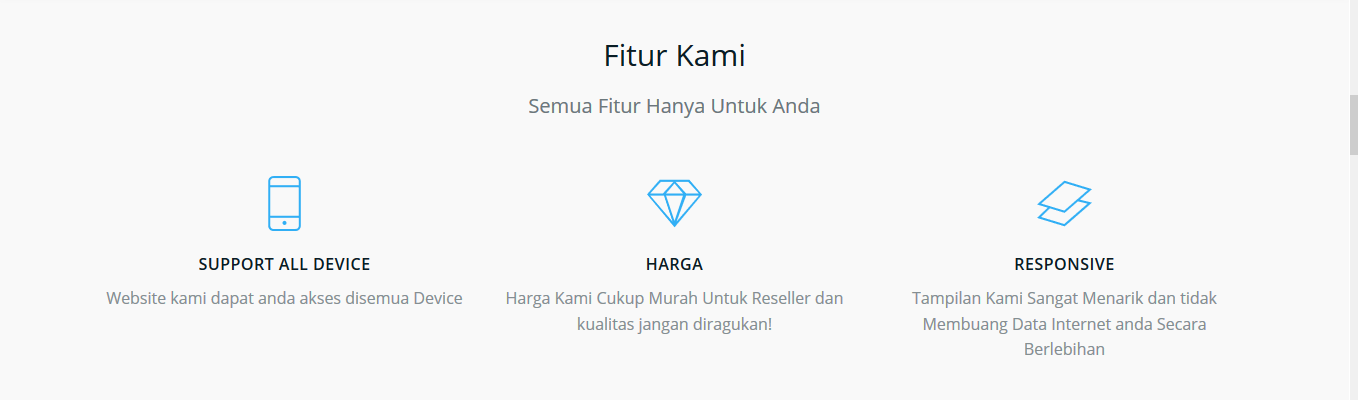 Fitur Kami
Semua Fitur Hanya Untuk Anda
SUPPORT ALL DEVICE
Website kami dapat anda akses disemua Device
HARGA
Harga Kami Cukup Murah Untuk Reseller dan
kualitas jangan diragukan!
RESPONSIVE
Tampilan Kami Sangat Menarik dan tidak
Membuang Data Internet anda Secara
Berlebihan